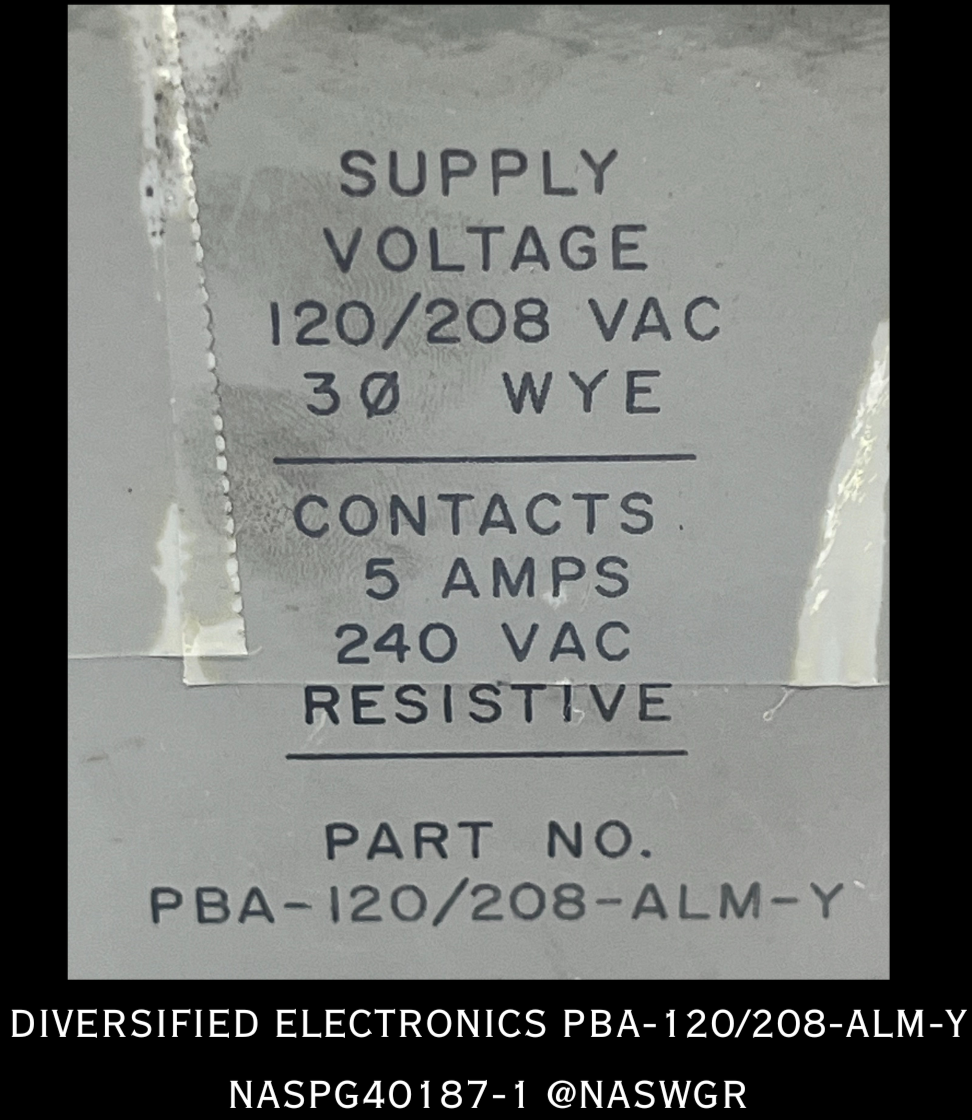 SUPPLY
VOLTAGE
120/208 VAC
3Ø WYE
CONTACTS
5 AMPS
240 VAC
RESISTIVE
PART NO.
PBA-120/208-ALM-Y
DIVERSIFIED ELECTRONICS PBA-120/208-ALM-Y
NASPG40187-1 @NASWGR